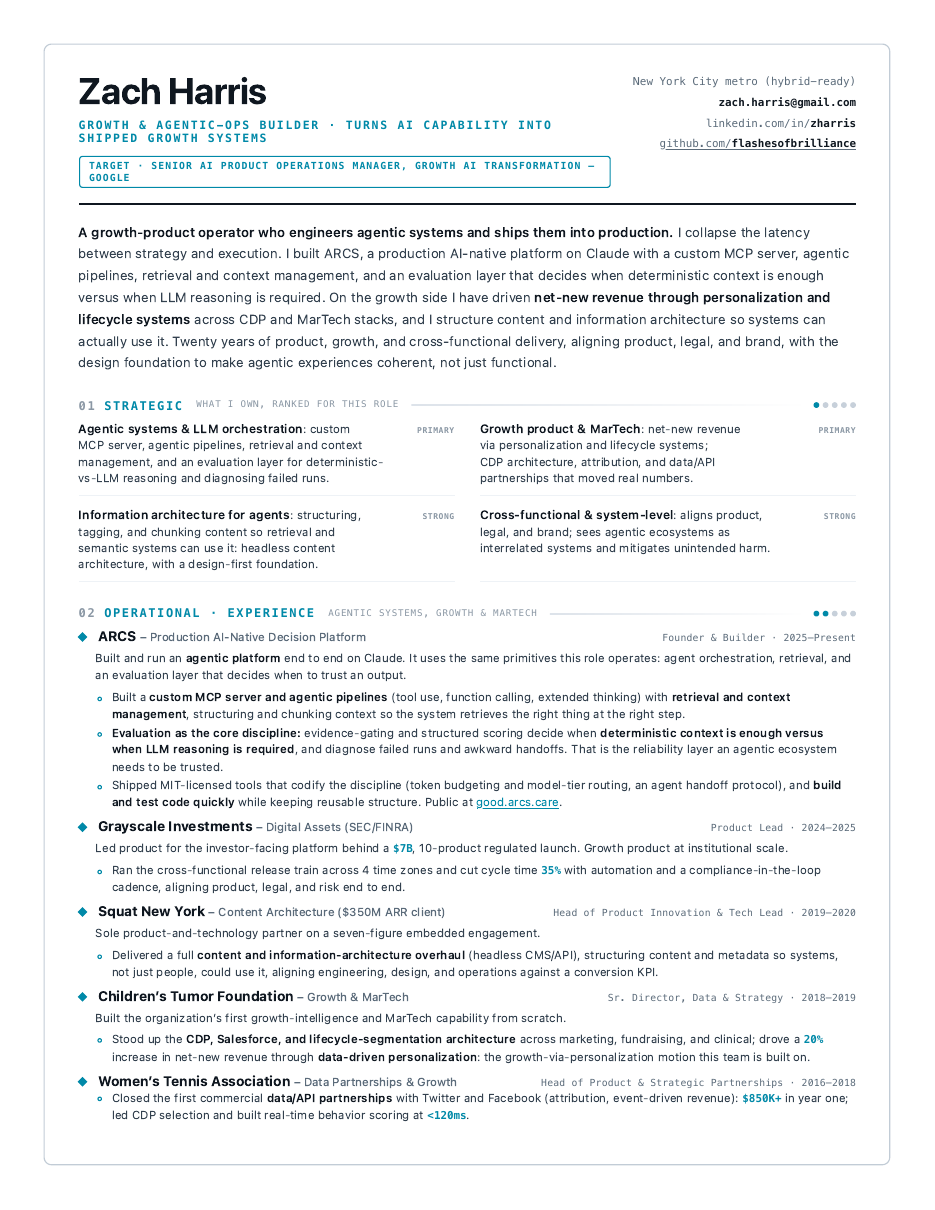 Zach Harris
GROWTH & AGENTIC–OPS BUILDER · TURNS AI CAPABILITY INTO
SHIPPED GROWTH SYSTEMS
TARGET · SENIOR AI PRODUCT OPERATIONS MANAGER, GROWTH AI TRANSFORMATION —
GOOGLE
New York City metro (hybrid-ready)
zach.harris@gmail.com
linkedin.com/in/zharris
github.com/flashesofbrilliance
A growth-product operator who engineers agentic systems and ships them into production. I collapse the latency
between strategy and execution. I built ARCS, a production AI-native platform on Claude with a custom MCP server, agentic
pipelines, retrieval and context management, and an evaluation layer that decides when deterministic context is enough
versus when LLM reasoning is required. On the growth side I have driven net-new revenue through personalization and
lifecycle systems across CDP and MarTech stacks, and I structure content and information architecture so systems can
actually use it. Twenty years of product, growth, and cross-functional delivery, aligning product, legal, and brand, with the
design foundation to make agentic experiences coherent, not just functional.
01 STRATEGIC WHAT I OWN, RANKED FOR THIS ROLE
Agentic systems & LLM orchestration: custom PRIMARY
MCP server, agentic pipelines, retrieval and context
management, and an evaluation layer for deterministic-
vs-LLM reasoning and diagnosing failed runs.
Growth product & MarTech: net-new revenue PRIMARY
via personalization and lifecycle systems;
CDP architecture, attribution, and data/API
partnerships that moved real numbers.
Information architecture for agents: structuring, STRONG
tagging, and chunking content so retrieval and
semantic systems can use it: headless content
architecture, with a design-first foundation.
Cross-functional & system-level: aligns product, STRONG
legal, and brand; sees agentic ecosystems as
interrelated systems and mitigates unintended harm.
02 OPERATIONAL · EXPERIENCE AGENTIC SYSTEMS, GROWTH & MARTECH
ARCS – Production AI-Native Decision Platform Founder & Builder · 2025–Present
Built and run an agentic platform end to end on Claude. It uses the same primitives this role operates: agent orchestration, retrieval, and
an evaluation layer that decides when to trust an output.
Built a custom MCP server and agentic pipelines (tool use, function calling, extended thinking) with retrieval and context
management, structuring and chunking context so the system retrieves the right thing at the right step.
Evaluation as the core discipline: evidence-gating and structured scoring decide when deterministic context is enough versus
when LLM reasoning is required, and diagnose failed runs and awkward handoffs. That is the reliability layer an agentic ecosystem
needs to be trusted.
Shipped MIT-licensed tools that codify the discipline (token budgeting and model-tier routing, an agent handoff protocol), and build
and test code quickly while keeping reusable structure. Public at good.arcs.care.
Grayscale Investments – Digital Assets (SEC/FINRA) Product Lead · 2024–2025
Led product for the investor-facing platform behind a $7B, 10-product regulated launch. Growth product at institutional scale.
Ran the cross-functional release train across 4 time zones and cut cycle time 35% with automation and a compliance-in-the-loop
cadence, aligning product, legal, and risk end to end.
Squat New York – Content Architecture ($350M ARR client) Head of Product Innovation & Tech Lead · 2019–2020
Sole product-and-technology partner on a seven-figure embedded engagement.
Delivered a full content and information-architecture overhaul (headless CMS/API), structuring content and metadata so systems,
not just people, could use it, aligning engineering, design, and operations against a conversion KPI.
Children’s Tumor Foundation – Growth & MarTech Sr. Director, Data & Strategy · 2018–2019
Built the organization’s first growth-intelligence and MarTech capability from scratch.
Stood up the CDP, Salesforce, and lifecycle-segmentation architecture across marketing, fundraising, and clinical; drove a 20%
increase in net-new revenue through data-driven personalization: the growth-via-personalization motion this team is built on.
Women’s Tennis Association – Data Partnerships & Growth Head of Product & Strategic Partnerships · 2016–2018
Closed the first commercial data/API partnerships with Twitter and Facebook (attribution, event-driven revenue): $850K+ in year one;
led CDP selection and built real-time behavior scoring at <120ms.